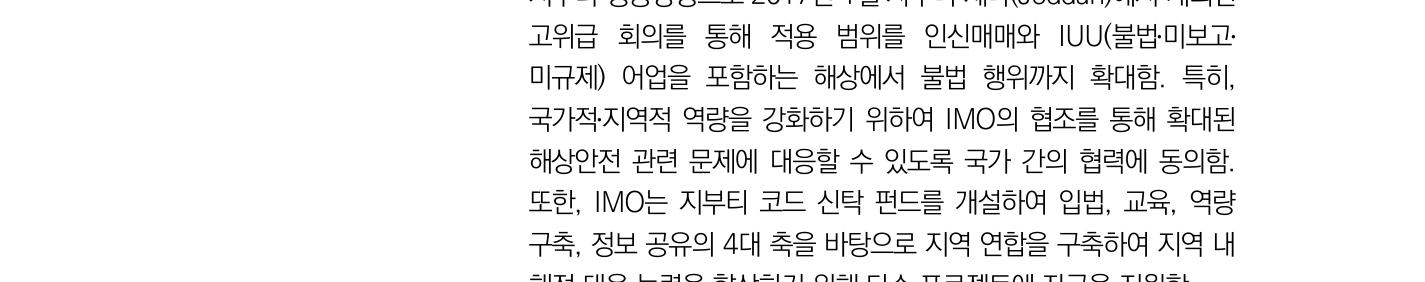 고위급 회의를 통해 적용 범위를 인신매매와 IUU(불법·미보고·
미규제) 어업을 포함하는 해상에서 불법 행위까지 확대함. 특히,
국가적·지역적 역량을 강화하기 위하여 IMO의 협조를 통해 확대된
해상안전 관련 문제에 대응할 수 있도록 국가 간의 협력에 동의함.
또한, IMO는 지부티 코드 신탁 펀드를 개설하여 입법, 교육, 역량
구축, 정보 공유의 4대 축을 바탕으로 지역 연합을 구축하여 지역 내